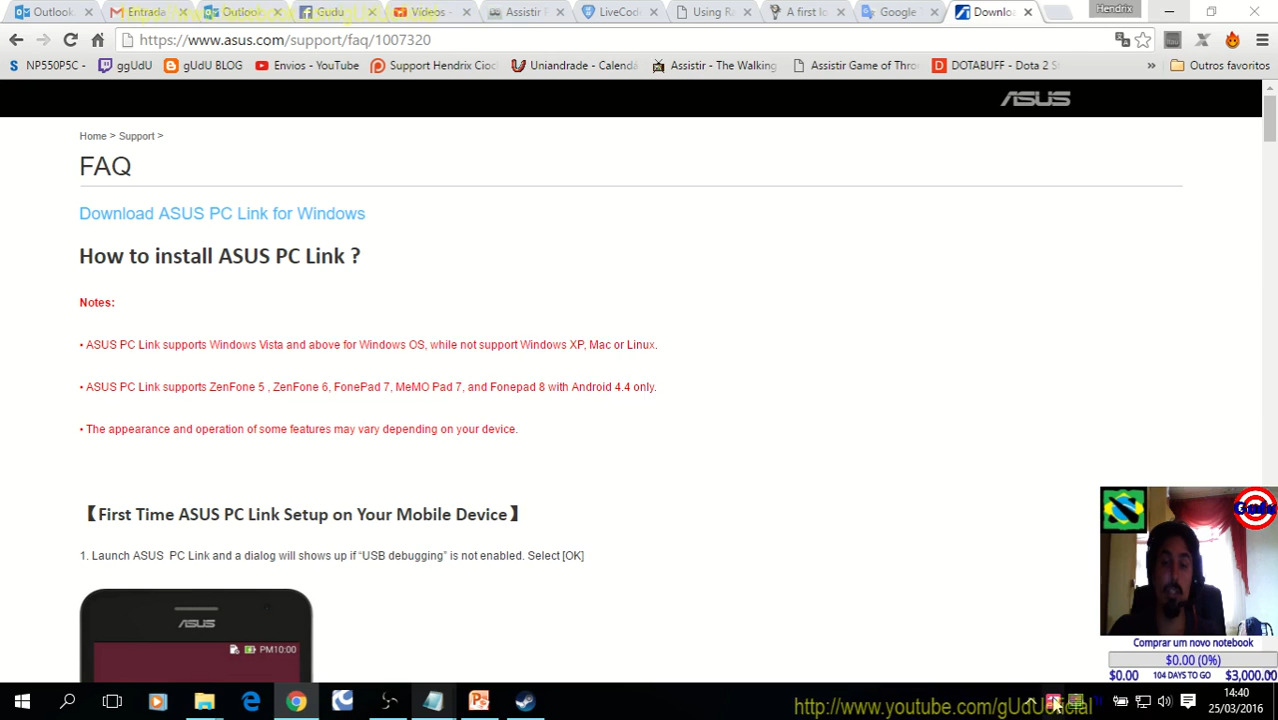 Outlook.
Entrada
Outlook.
Gudu
Vídeos -
Assistir F
LiveCod
Using Ra
A first lo
Google
Downlo
Hendrix
https://www.asus.com/support/faq/1007320
NP550P5C -
ggUdU
gUdU BLOG
Envios - YouTube
Support Hendrix Cioc
Uniandrade - Calenda
Assistir - The Walking
Assistir Game of Thro
DOTABUFF - Dota 2 S
Outros favoritos
ASUS
Home > Support >
FAQ
Download ASUS PC Link for Windows
How to install ASUS PC Link ?
Notes:
• ASUS PC Link supports Windows Vista and above for Windows OS, while not support Windows XP, Mac or Linux.
• ASUS PC Link supports ZenFone 5 , ZenFone 6, FonePad 7, MeMO Pad 7, and Fonepad 8 with Android 4.4 only.
• The appearance and operation of some features may vary depending on your device.
【First Time ASUS PC Link Setup on Your Mobile Device】
1. Launch ASUS PC Link and a dialog will shows up if “USB debugging” is not enabled. Select [OK]
ASUS
PM10:00
Gudu
Comprar um novo notebook
$0.00 (0%)
$0.00
104 DAYS TO GO
$3,000.00
http://www.youtube.com/gUdUofficial
14:40
25/03/2016